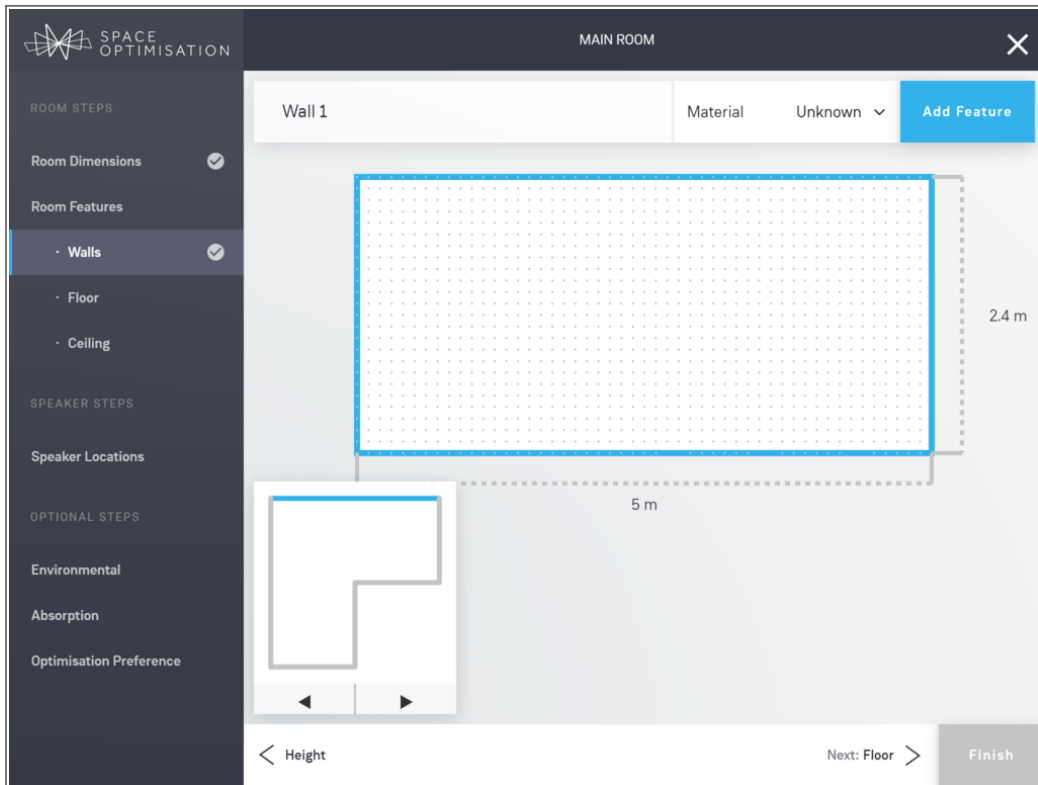 SPACE
OPTIMISATION
MAIN ROOM
ROOM STEPS
Room Dimensions
Room Features
· Walls
· Floor
· Ceiling
SPEAKER STEPS
Speaker Locations
OPTIONAL STEPS
Environmental
Absorption
Optimisation Preference
Wall 1
Material Unknown
Add Feature
2.4 m
5 m
Height
Next: Floor
Finish